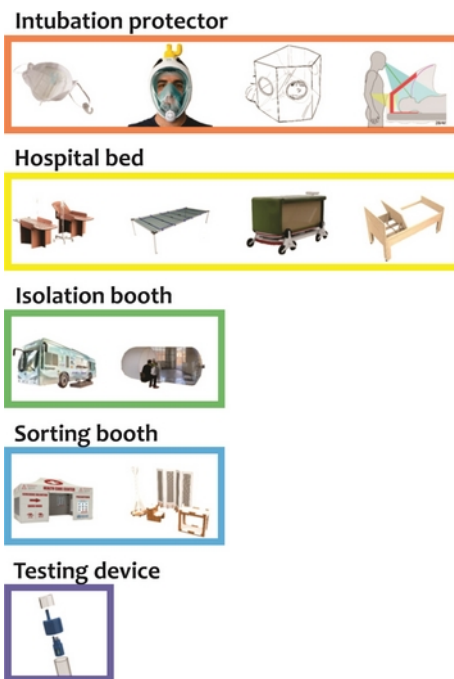 Intubation protector
Hospital bed
Isolation booth
Sorting booth
Testing device